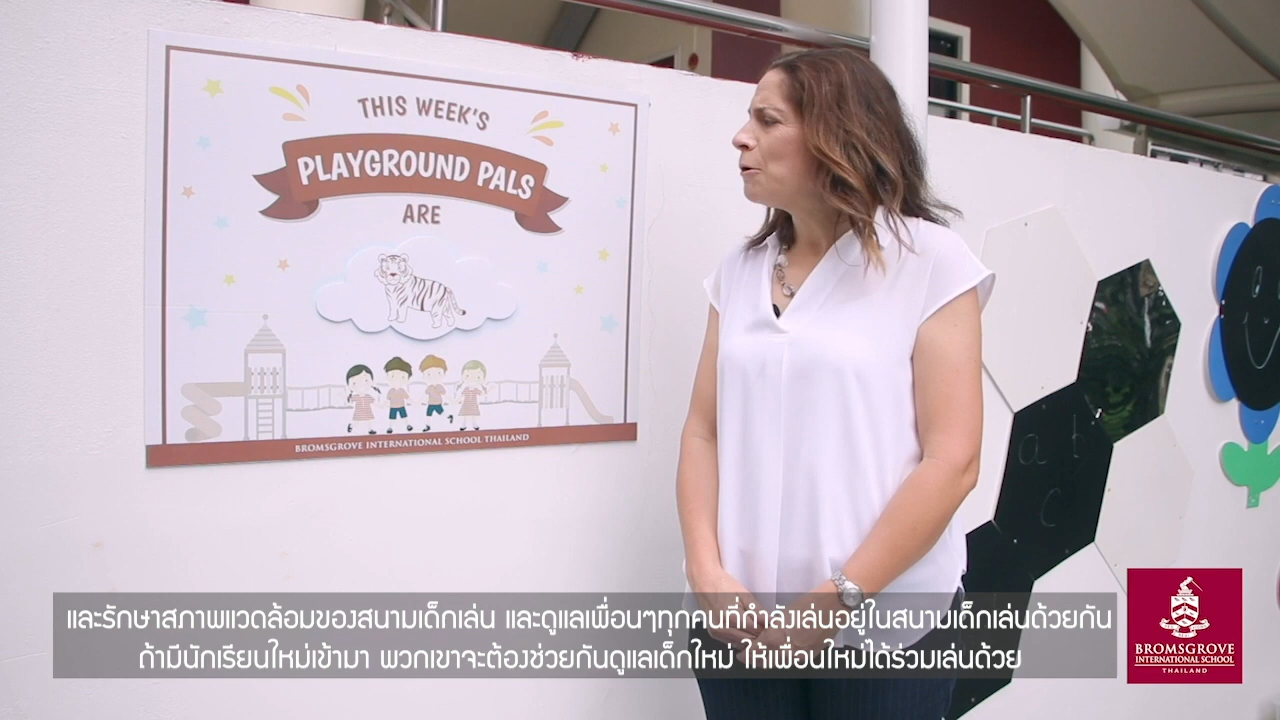 THIS WEEK'S
PLAYGROUND PALS
ARE
BROMSGROVE INTERNATIONAL SCHOOL THAILAND
a b
c
และรักษาสภาพแวดล้อมของสนามเด็กเล่น และดูแลเพื่อนๆทุกคนที่กำลังเล่นอยู่ในสนามเด็กเล่นด้วยกัน
ถ้ามีนักเรียนใหม่เข้ามา พวกเขาจะต้องช่วยกันดูแลเด็กใหม่ ให้เพื่อนใหม่ได้ร่วมเล่นด้วย
BROMSGROVE
INTERNATIONAL SCHOOL
THAILAND